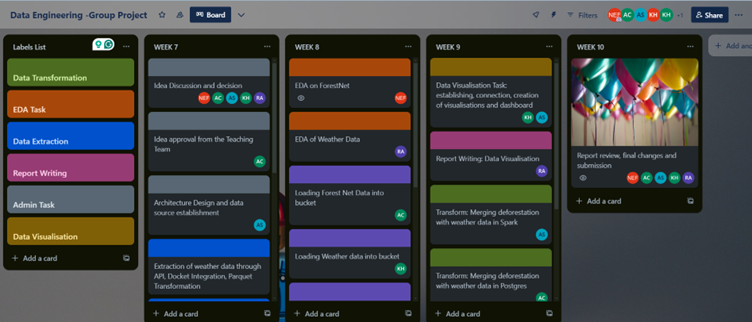 Data Engineering -Group Project
Board
Filters
NEF AC AS KH KH +1
Share
Labels List
Data Transformation
EDA Task
Data Extraction
Report Writing
Admin Task
Data Visualisation
+ Add a card
WEEK 7
Idea Discussion and decision
NEF AC AS KH RA
Idea approval from the Teaching
Team
AC
Architecture Design and data
source establishment
AS
Extraction of weather data through
API, Docket Integration, Parquet
Transformation
+ Add a card
WEEK 8
EDA on ForestNet
NEF
EDA of Weather Data
RA
Loading Forest Net Data into
bucket
AC
Loading Weather data into bucket
KH
+ Add a card
WEEK 9
Data Visualisation Task:
establishing, connection, creation
of visualisations and dashboard
KH AS
Report Writing: Data Visualisation
RA
Transform: Merging deforestation
with weather data in Spark
AS
Transform: Merging deforestation
with weather data in Postgres
AC
+ Add a card
WEEK 10
Report review, final changes and
submission
NEF AC AS KH RA
+ Add a card
+ Add ano